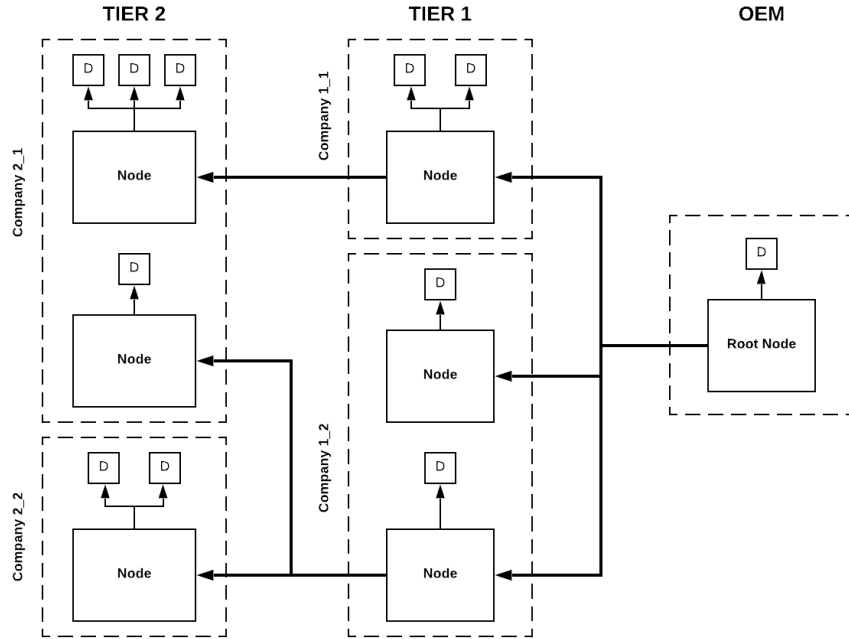 TIER 2
TIER 1
OEM
Company 2_1
D D D
Node
D
Node
Company 2_2
D D
Node
Company 1_1
D D
Node
Company 1_2
D
Node
D
Node
D
Root Node